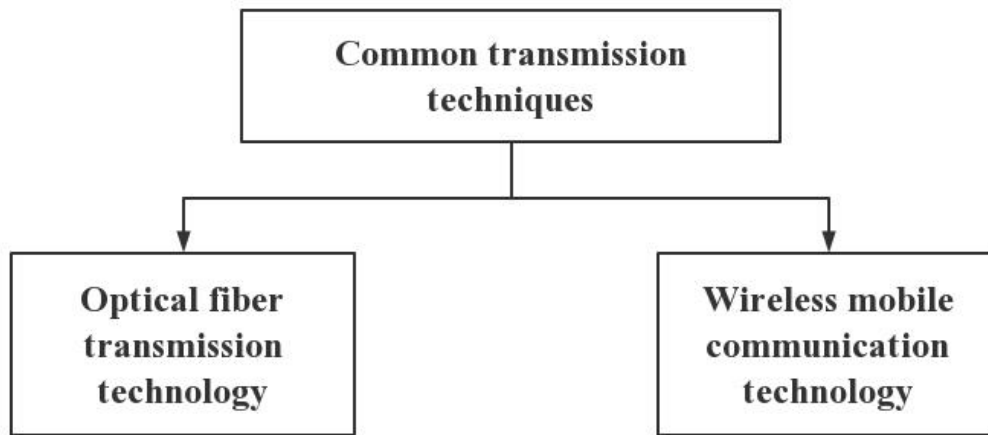 Common transmission
techniques
Optical fiber
transmission
technology
Wireless mobile
communication
technology